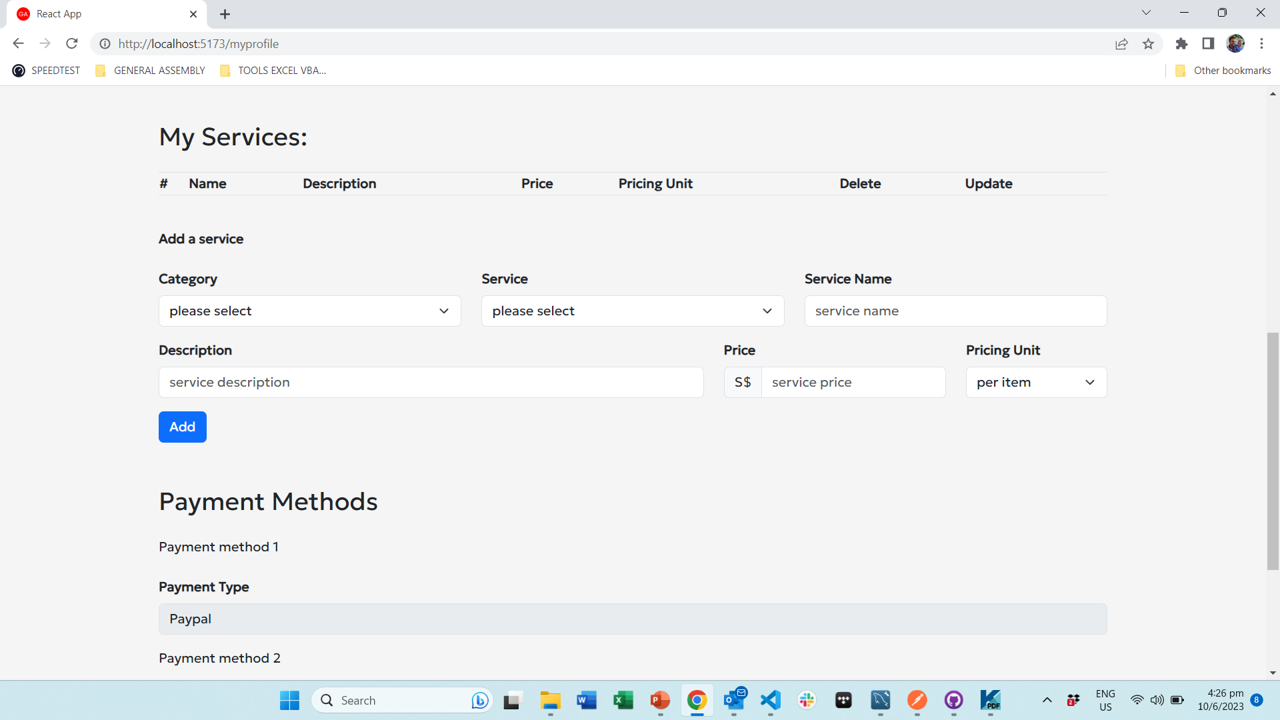 GA React App
http://localhost:5173/myprofile
SPEEDTEST GENERAL ASSEMBLY TOOLS EXCEL VBA... Other bookmarks
My Services:
# Name Description Price Pricing Unit Delete Update
Add a service
Category Service Service Name
please select please select service name
Description Price Pricing Unit
service description S$ service price per item
Add
Payment Methods
Payment method 1
Payment Type
Paypal
Payment method 2
Search ENG 4:26 pm
US 10/6/2023 8